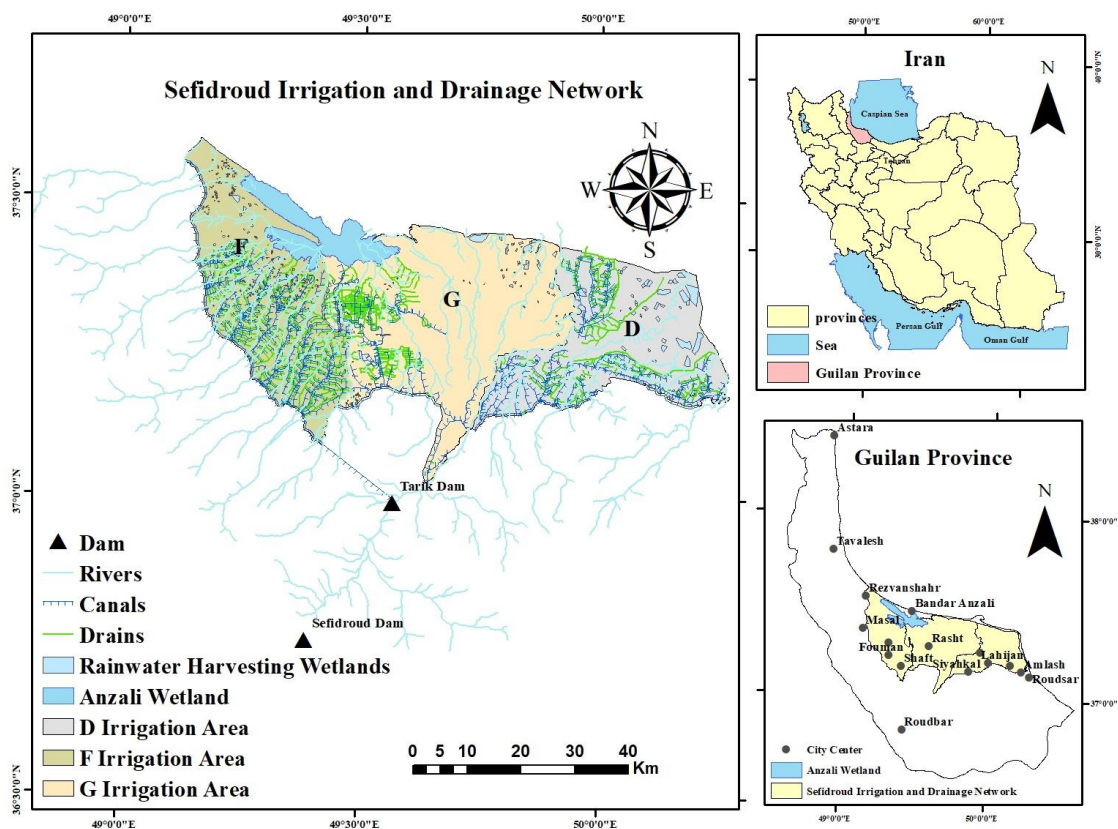 49°0'0"E
49°30'0"E
50°0'0"E
Sefidroud Irrigation and Drainage Network
N
W
E
S
37°30'0"N
37°0'0"N
36°30'0"N
F
G
D
Tarik Dam
Sefidroud Dam
Dam
Rivers
Canals
Drains
Rainwater Harvesting Wetlands
Anzali Wetland
D Irrigation Area
F Irrigation Area
G Irrigation Area
0 5 10 20 30 40
Km
49°0'0"E
49°30'0"E
50°0'0"E
50°0'0"E
60°0'0"E
Iran
N
40°0'0"N
30°0'0"N
Caspian Sea
Tehran
Persian Gulf
Oman Gulf
provinces
Sea
Guilan Province
Guilan Province
N
38°0'0"N
37°0'0"N
Astara
Tavalesh
Rezvanshahr
Bandar Anzali
Masal
Rasht
Fouman
Shaft
Siyahkal
Lahijan
Amlash
Roudsar
Roudbar
City Center
Anzali Wetland
Sefidroud Irrigation and Drainage Network
49°0'0"E
50°0'0"E